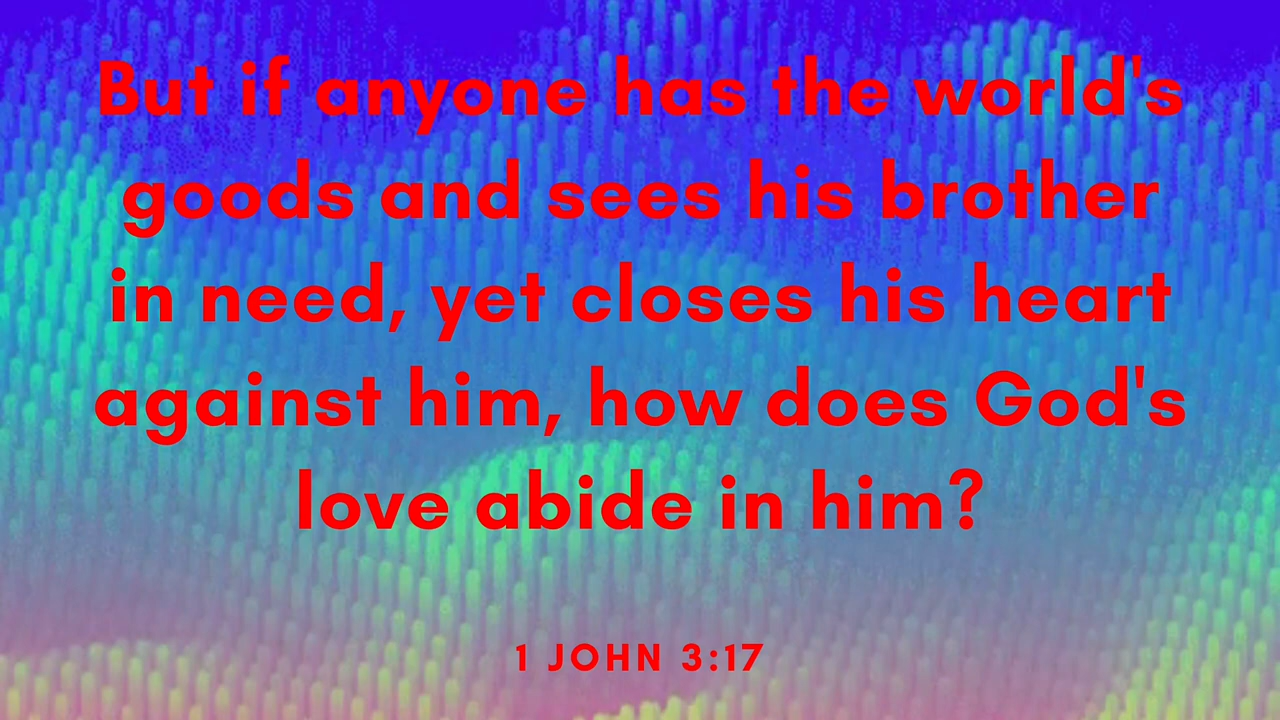 But if anyone has the world's
goods and sees his brother
in need, yet closes his heart
against him, how does God's
love abide in him?
1 JOHN 3:17